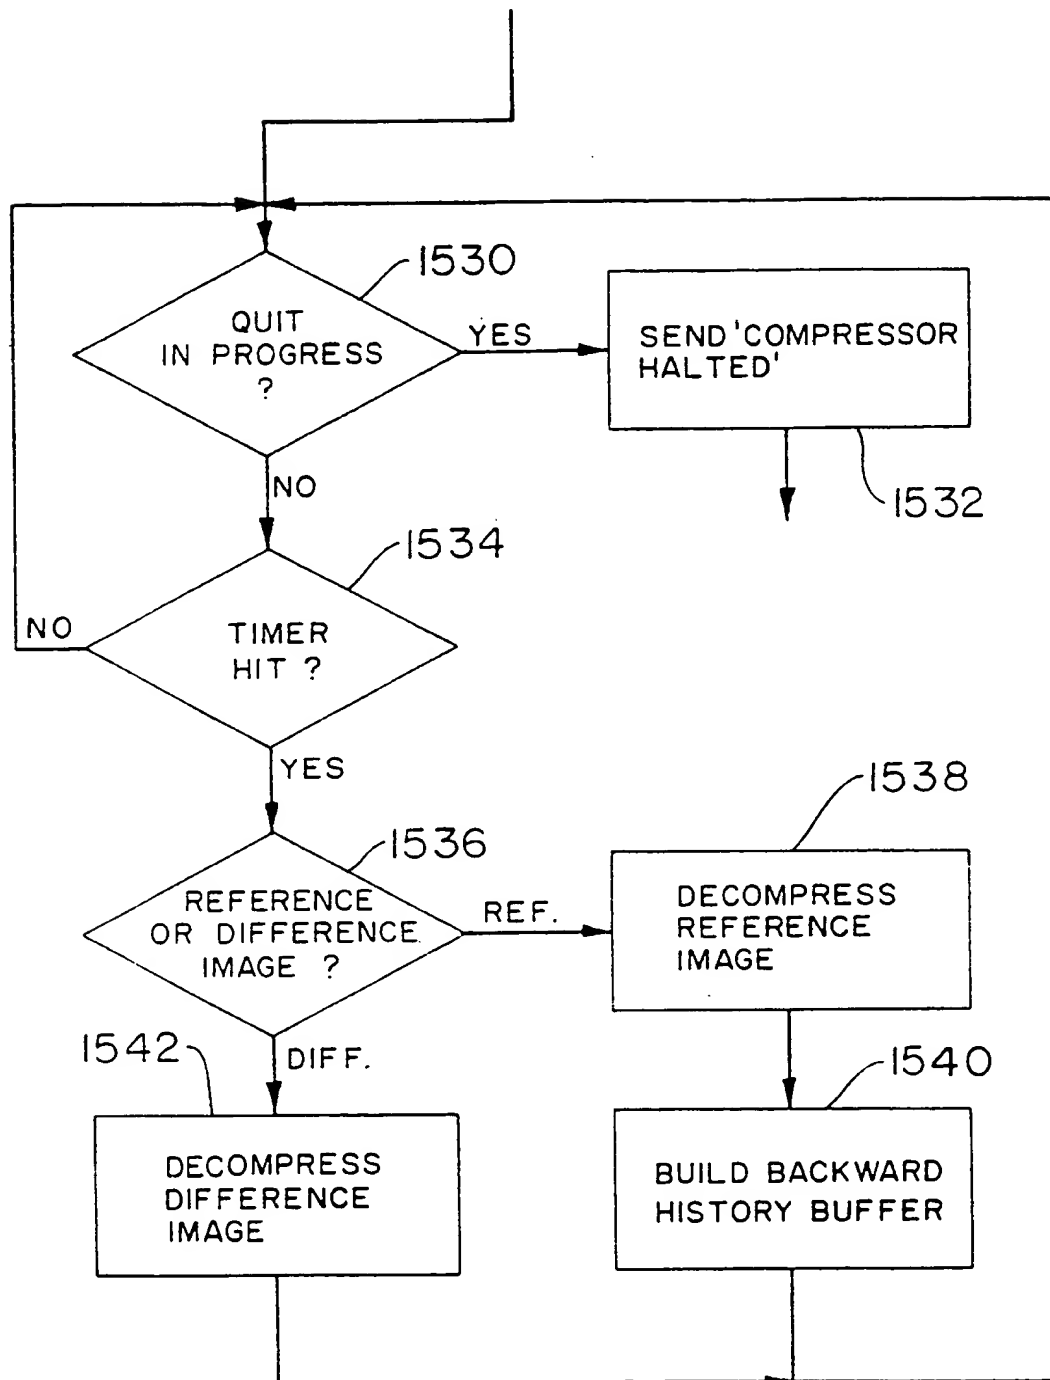 1530
QUIT
IN PROGRESS
?
YES
SEND 'COMPRESSOR
HALTED'
1532
NO
1534
TIMER
HIT ?
NO
YES
1536
REFERENCE
OR DIFFERENCE
IMAGE ?
REF.
1538
DECOMPRESS
REFERENCE
IMAGE
DIFF.
1542
DECOMPRESS
DIFFERENCE
IMAGE
1540
BUILD BACKWARD
HISTORY BUFFER